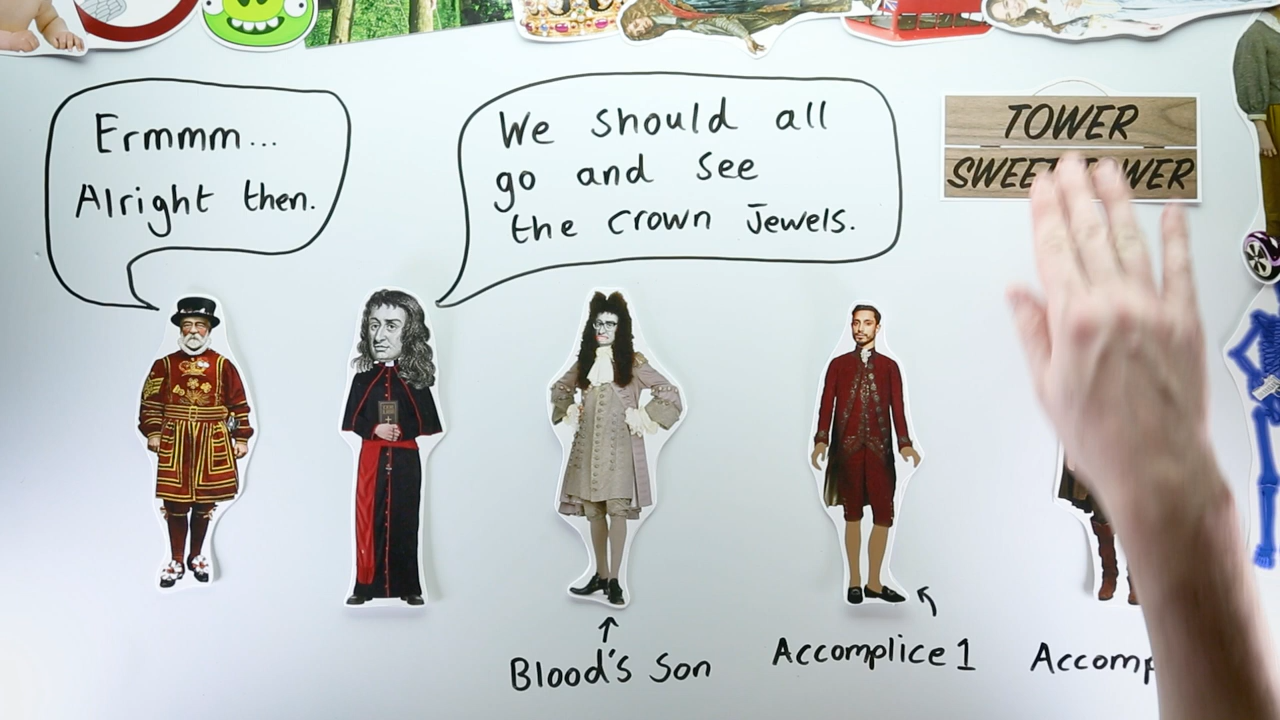 Ermmm...
Alright then.
We should all
go and see
the crown Jewels.
TOWER
Blood's Son
Accomplice 1